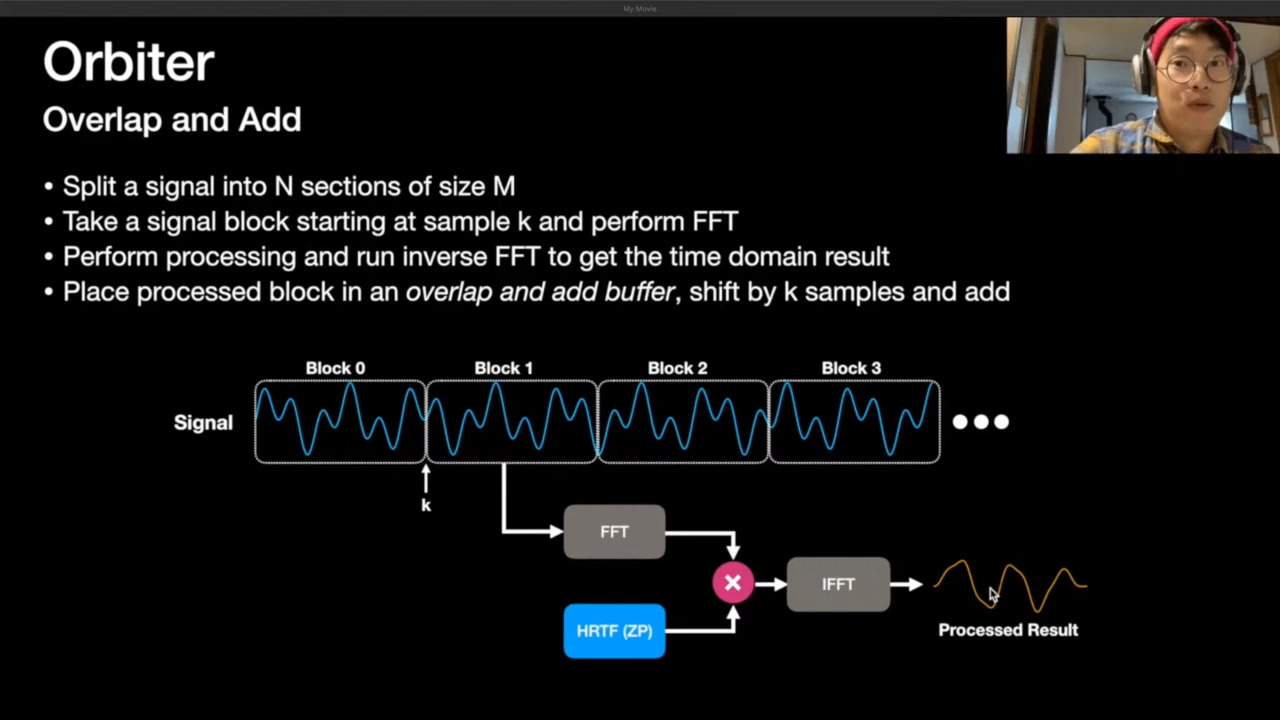 My Movie
Orbiter
Overlap and Add
• Split a signal into N sections of size M
• Take a signal block starting at sample k and perform FFT
• Perform processing and run inverse FFT to get the time domain result
• Place processed block in an overlap and add buffer, shift by k samples and add
Block 0 Block 1 Block 2 Block 3
Signal
k
FFT
IFFT
HRTF (ZP)
Processed Result